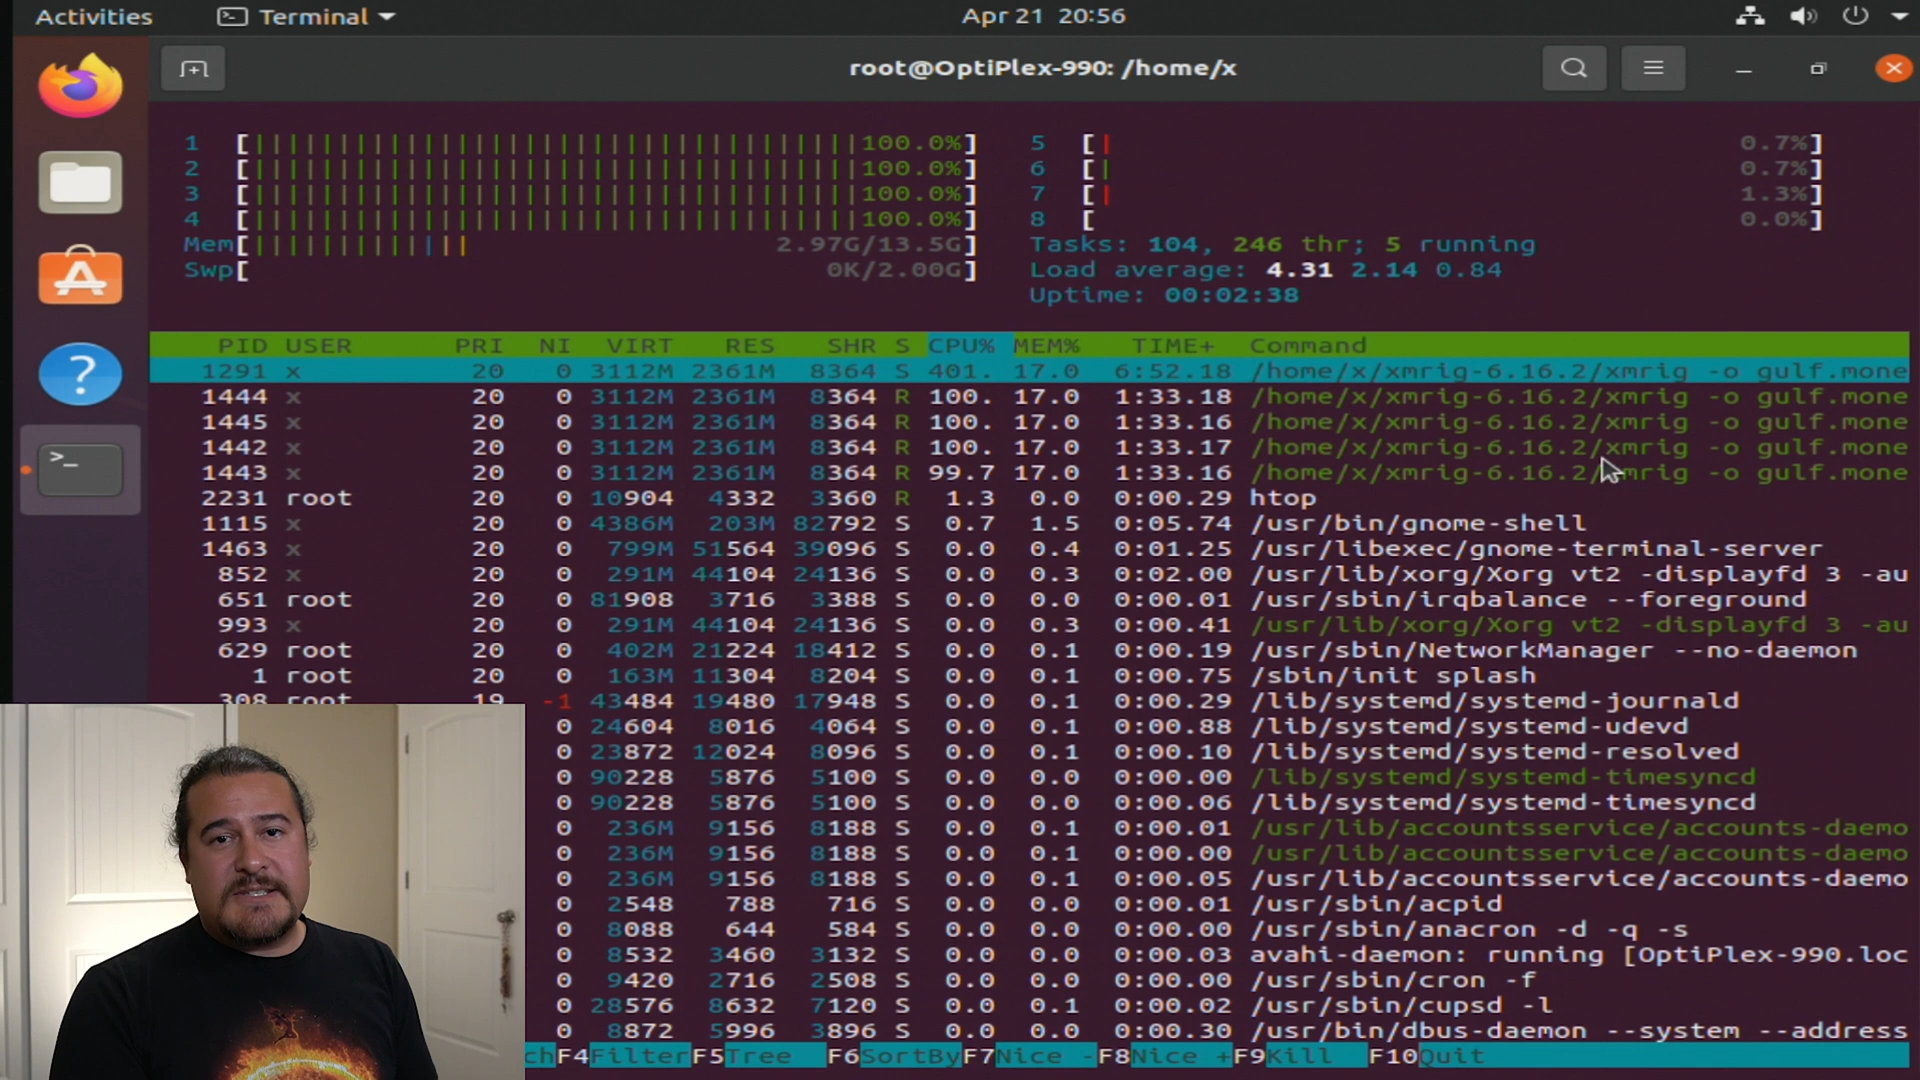 Activities Terminal Apr 21 20:56
root@OptiPlex-990: /home/x
1 [||||||||||||||||||||||||||||||||||||100.0%] 5 [| 0.7%]
2 [||||||||||||||||||||||||||||||||||||100.0%] 6 [| 0.7%]
3 [||||||||||||||||||||||||||||||||||||100.0%] 7 [| 1.3%]
4 [||||||||||||||||||||||||||||||||||||100.0%] 8 [ 0.0%]
Mem[||||||||||||| 2.97G/13.5G] Tasks: 104, 246 thr; 5 running
Swp[ 0K/2.00G] Load average: 4.31 2.14 0.84
Uptime: 00:02:38
PID USER PRI NI VIRT RES SHR S CPU% MEM% TIME+ Command
1291 x 20 0 3112M 2361M 8364 S 401. 17.0 6:52.18 /home/x/xmrig-6.16.2/xmrig -o gulf.mone
1444 x 20 0 3112M 2361M 8364 R 100. 17.0 1:33.18 /home/x/xmrig-6.16.2/xmrig -o gulf.mone
1445 x 20 0 3112M 2361M 8364 R 100. 17.0 1:33.16 /home/x/xmrig-6.16.2/xmrig -o gulf.mone
1442 x 20 0 3112M 2361M 8364 R 100. 17.0 1:33.17 /home/x/xmrig-6.16.2/xmrig -o gulf.mone
1443 x 20 0 3112M 2361M 8364 R 99.7 17.0 1:33.16 /home/x/xmrig-6.16.2/xmrig -o gulf.mone
2231 root 20 0 10904 4332 3360 R 1.3 0.0 0:00.29 htop
1115 x 20 0 4386M 203M 82792 S 0.7 1.5 0:05.74 /usr/bin/gnome-shell
1463 x 20 0 799M 51564 39096 S 0.0 0.4 0:01.25 /usr/libexec/gnome-terminal-server
852 x 20 0 291M 44104 24136 S 0.0 0.3 0:02.00 /usr/lib/xorg/Xorg vt2 -displayfd 3 -au
651 root 20 0 81908 3716 3388 S 0.0 0.0 0:00.01 /usr/sbin/irqbalance --foreground
993 x 20 0 291M 44104 24136 S 0.0 0.3 0:00.41 /usr/lib/xorg/Xorg vt2 -displayfd 3 -au
629 root 20 0 402M 21224 18412 S 0.0 0.1 0:00.19 /usr/sbin/NetworkManager --no-daemon
1 root 20 0 163M 11304 8204 S 0.0 0.1 0:00.75 /sbin/init splash
308 root 19 -1 43484 19480 17948 S 0.0 0.1 0:00.29 /lib/systemd/systemd-journald
0 24604 8016 4064 S 0.0 0.1 0:00.88 /lib/systemd/systemd-udevd
0 23872 12024 8096 S 0.0 0.1 0:00.10 /lib/systemd/systemd-resolved
0 90228 5876 5100 S 0.0 0.0 0:00.00 /lib/systemd/systemd-timesyncd
0 90228 5876 5100 S 0.0 0.0 0:00.06 /lib/systemd/systemd-timesyncd
0 236M 9156 8188 S 0.0 0.1 0:00.01 /usr/lib/accountsservice/accounts-daemo
0 236M 9156 8188 S 0.0 0.1 0:00.00 /usr/lib/accountsservice/accounts-daemo
0 236M 9156 8188 S 0.0 0.1 0:00.05 /usr/lib/accountsservice/accounts-daemo
0 2548 788 716 S 0.0 0.0 0:00.01 /usr/sbin/acpid
0 8088 644 584 S 0.0 0.0 0:00.00 /usr/sbin/anacron -d -q -s
0 8532 3460 3132 S 0.0 0.0 0:00.03 avahi-daemon: running [OptiPlex-990.loc
0 9420 2716 2508 S 0.0 0.0 0:00.00 /usr/sbin/cron -f
0 28576 8632 7120 S 0.0 0.1 0:00.02 /usr/sbin/cupsd -l
0 8872 5996 3896 S 0.0 0.0 0:00.30 /usr/bin/dbus-daemon --system --address
chF4Filter F5Tree F6SortByF7Nice -F8Nice +F9Kill F10Quit